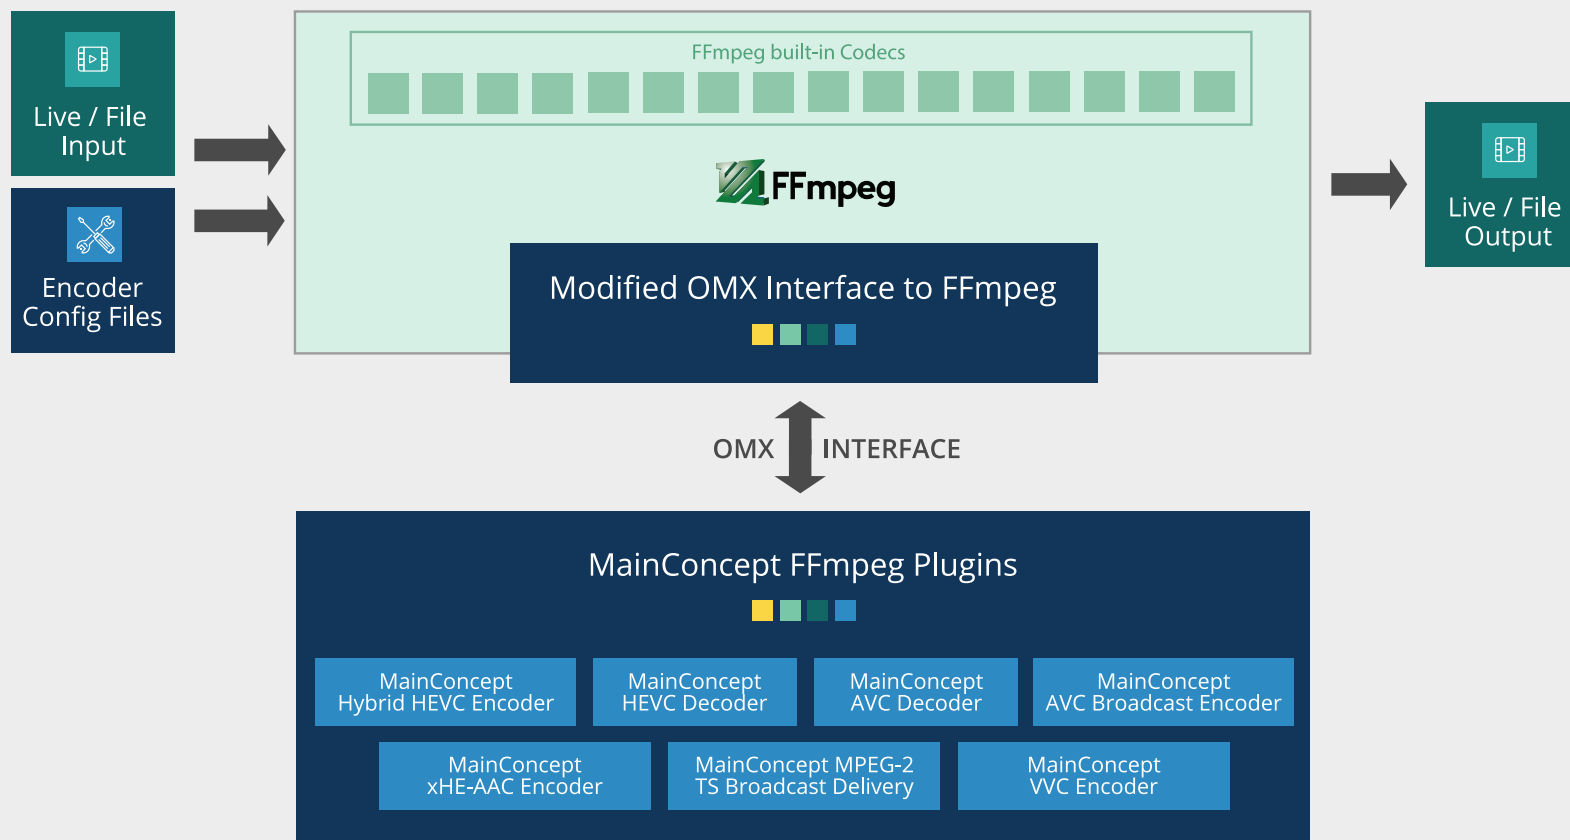 Live / File
Input
Encoder
Config Files
FFmpeg built-in Codecs
FFmpeg
Modified OMX Interface to FFmpeg
Live / File
Output
OMX INTERFACE
MainConcept FFmpeg Plugins
MainConcept
Hybrid HEVC Encoder
MainConcept
HEVC Decoder
MainConcept
AVC Decoder
MainConcept
AVC Broadcast Encoder
MainConcept
xHE-AAC Encoder
MainConcept MPEG-2
TS Broadcast Delivery
MainConcept
VVC Encoder